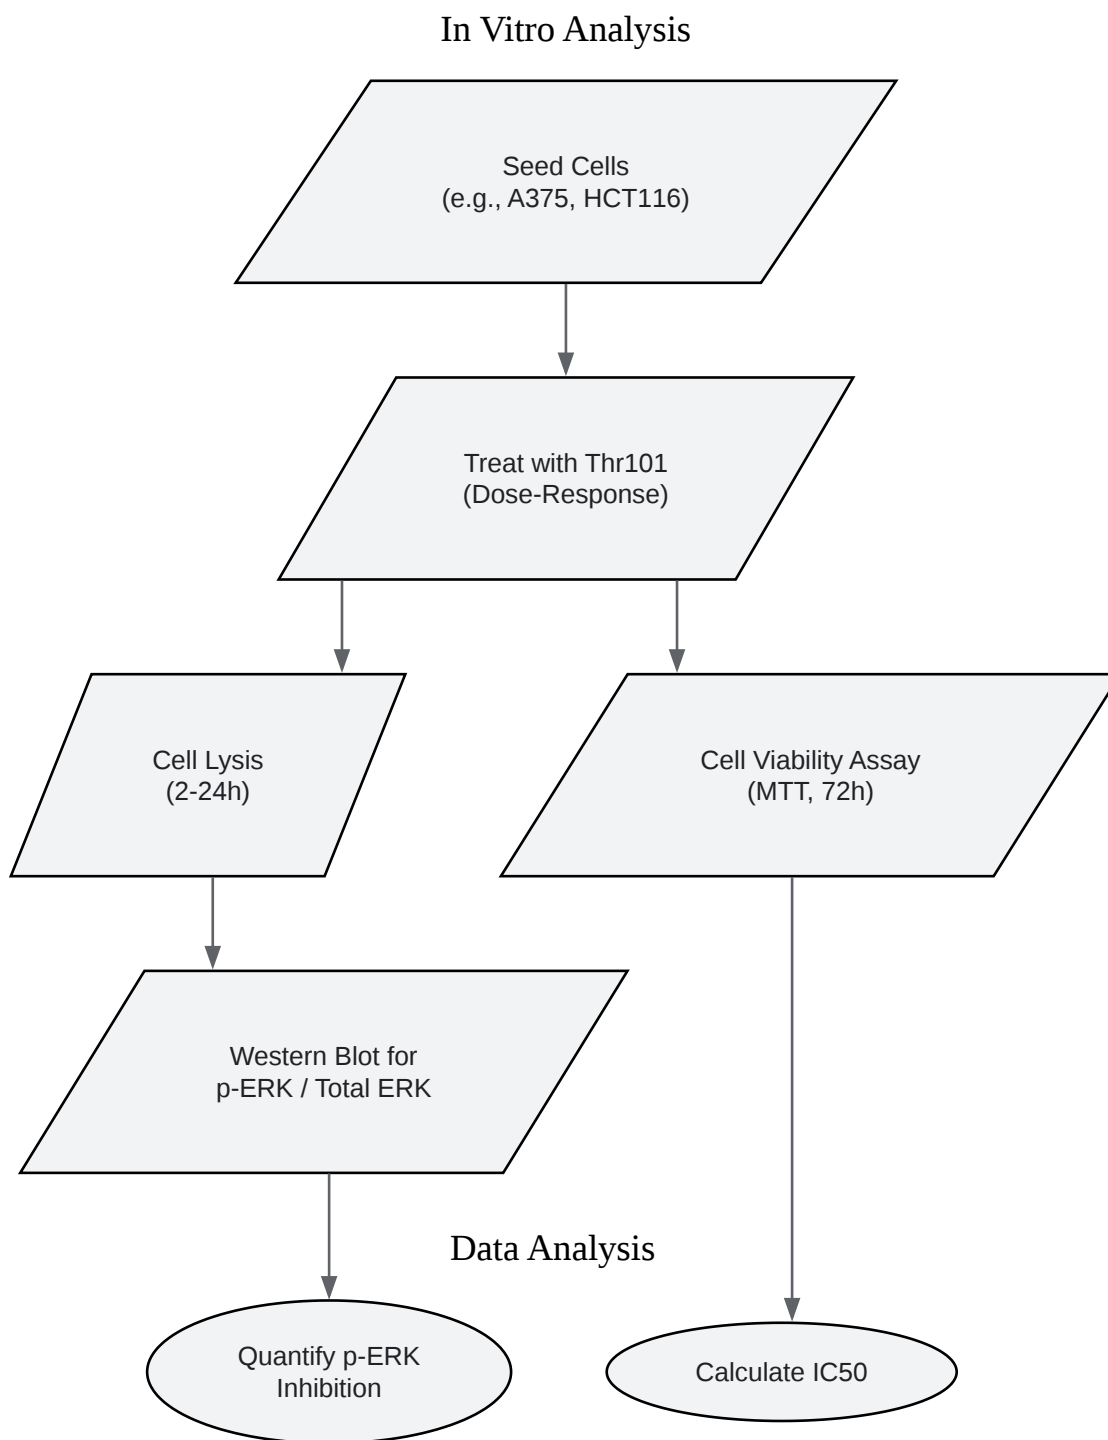 In Vitro Analysis
Seed Cells
(e.g., A375, HCT116)
Treat with Thr101
(Dose-Response)
Cell Lysis
(2-24h)
Cell Viability Assay
(MTT, 72h)
Western Blot for
p-ERK / Total ERK
Data Analysis
Quantify p-ERK
Inhibition
Calculate IC50